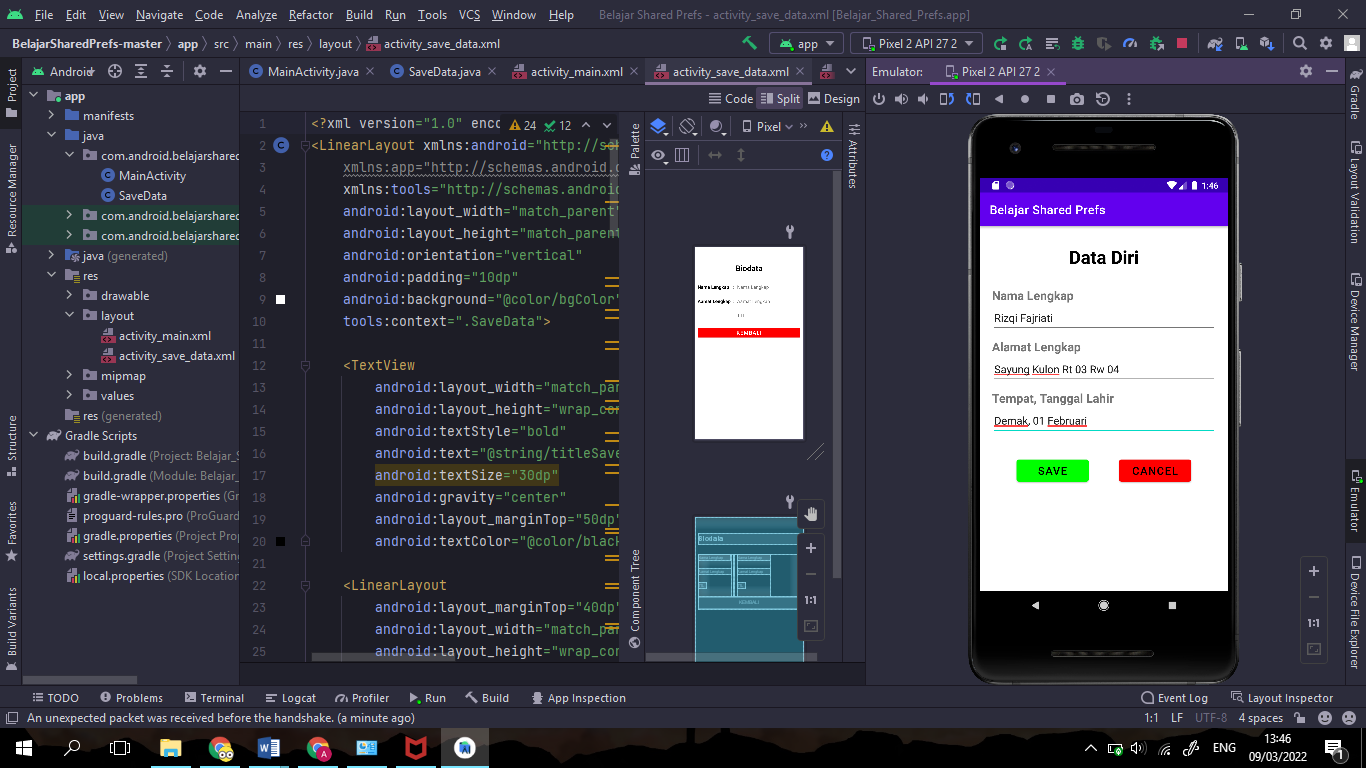 File Edit View Navigate Code Analyze Refactor Build Run Tools VCS Window Help Belajar Shared Prefs - activity_save_data.xml [Belajar_Shared_Prefs.app]
BelajarSharedPrefs-master app src main res layout activity_save_data.xml app Pixel 2 API 27 2
Android MainActivity.java SaveData.java activity_main.xml activity_save_data.xml Emulator: Pixel 2 API 27 2
Code Split Design
Project
Resource Manager
Structure
Favorites
Build Variants
app
manifests
java
com.android.belajarshared
MainActivity
SaveData
com.android.belajarshared
com.android.belajarshared
java (generated)
res
drawable
layout
activity_main.xml
activity_save_data.xml
mipmap
values
res (generated)
Gradle Scripts
build.gradle (Project: Belajar_
build.gradle (Module: Belajar_
gradle-wrapper.properties (Gr
proguard-rules.pro (ProGuard
gradle.properties (Project Prop
settings.gradle (Project Setting
local.properties (SDK Location
24 12
1 <?xml version="1.0" enco
2 <LinearLayout xmlns:android="http://sch
3 xmlns:app="http://schemas.android.c
4 xmlns:tools="http://schemas.android
5 android:layout_width="match_parent"
6 android:layout_height="match_parent
7 android:orientation="vertical"
8 android:padding="10dp"
9 android:background="@color/bgColor"
10 tools:context=".SaveData">
11
12 <TextView
13 android:layout_width="match_par
14 android:layout_height="wrap_con
15 android:textStyle="bold"
16 android:text="@string/titleSave
17 android:textSize="30dp"
18 android:gravity="center"
19 android:layout_marginTop="50dp"
20 android:textColor="@color/black
21
22 <LinearLayout
23 android:layout_marginTop="40dp"
24 android:layout_width="match_par
25 android:layout_height="wrap_con
Palette
Component Tree
Pixel
Attributes
Biodata
Nama Lengkap : Nama Lengkap
Alamat Lengkap : Alamat Lengkap
KEMBALI
Biodata
KEMBALI
1:1
1:46
Belajar Shared Prefs
Data Diri
Nama Lengkap
Rizqi Fajriati
Alamat Lengkap
Sayung Kulon Rt 03 Rw 04
Tempat, Tanggal Lahir
Demak, 01 Februari
SAVE CANCEL
1:1
Gradle
Layout Validation
Device Manager
Emulator
Device File Explorer
TODO Problems Terminal Logcat Profiler Run Build App Inspection Event Log Layout Inspector
An unexpected packet was received before the handshake. (a minute ago) 1:1 LF UTF-8 4 spaces
ENG 13:46
09/03/2022 1